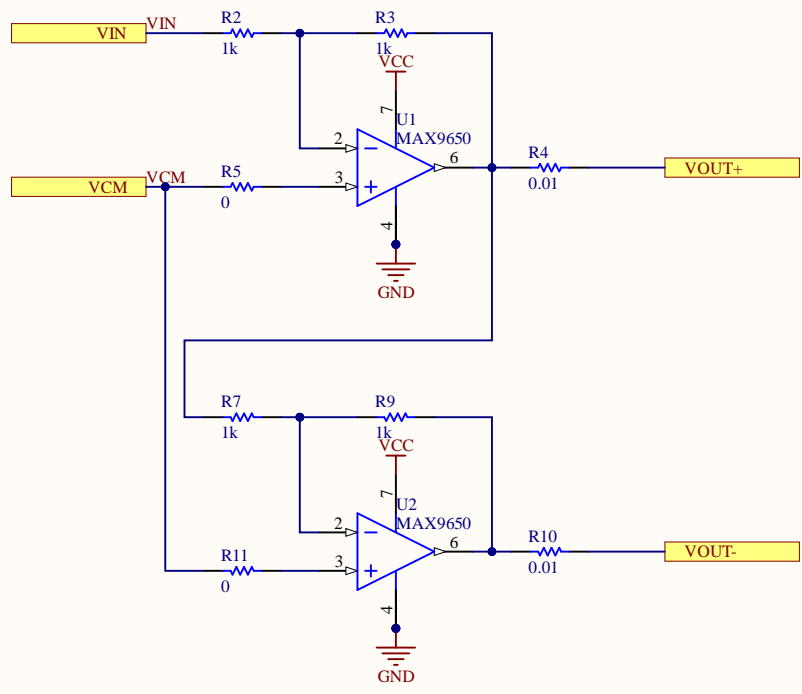 VIN
VIN
R2
1k
R3
1k
VCC
7
U1
MAX9650
2
3
6
4
GND
VCM
VCM
R5
0
R4
0.01
VOUT+
R7
1k
R9
1k
VCC
7
U2
MAX9650
2
3
6
4
GND
R11
0
R10
0.01
VOUT-